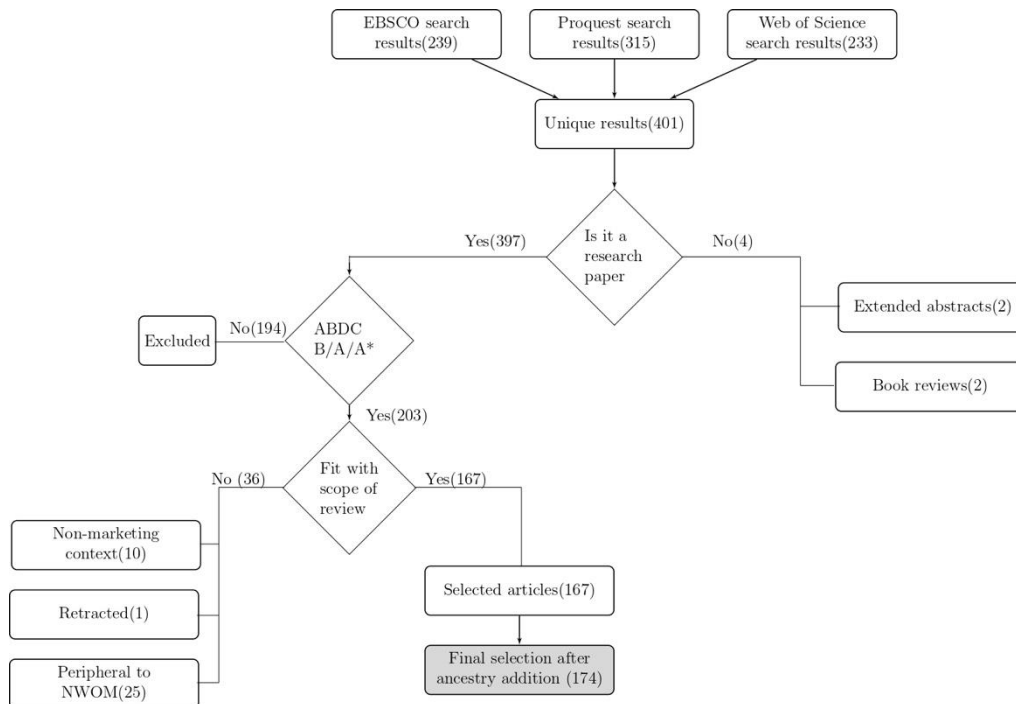 EBSCO search
results(239)
Proquest search
results(315)
Web of Science
search results(233)
Unique results(401)
Is it a
research
paper
Yes(397)
No(4)
Extended abstracts(2)
Book reviews(2)
ABDC
B/A/A*
No(194)
Excluded
Yes(203)
Fit with
scope of
review
No (36)
Yes(167)
Non-marketing
context(10)
Retracted(1)
Peripheral to
NWOM(25)
Selected articles(167)
Final selection after
ancestry addition (174)